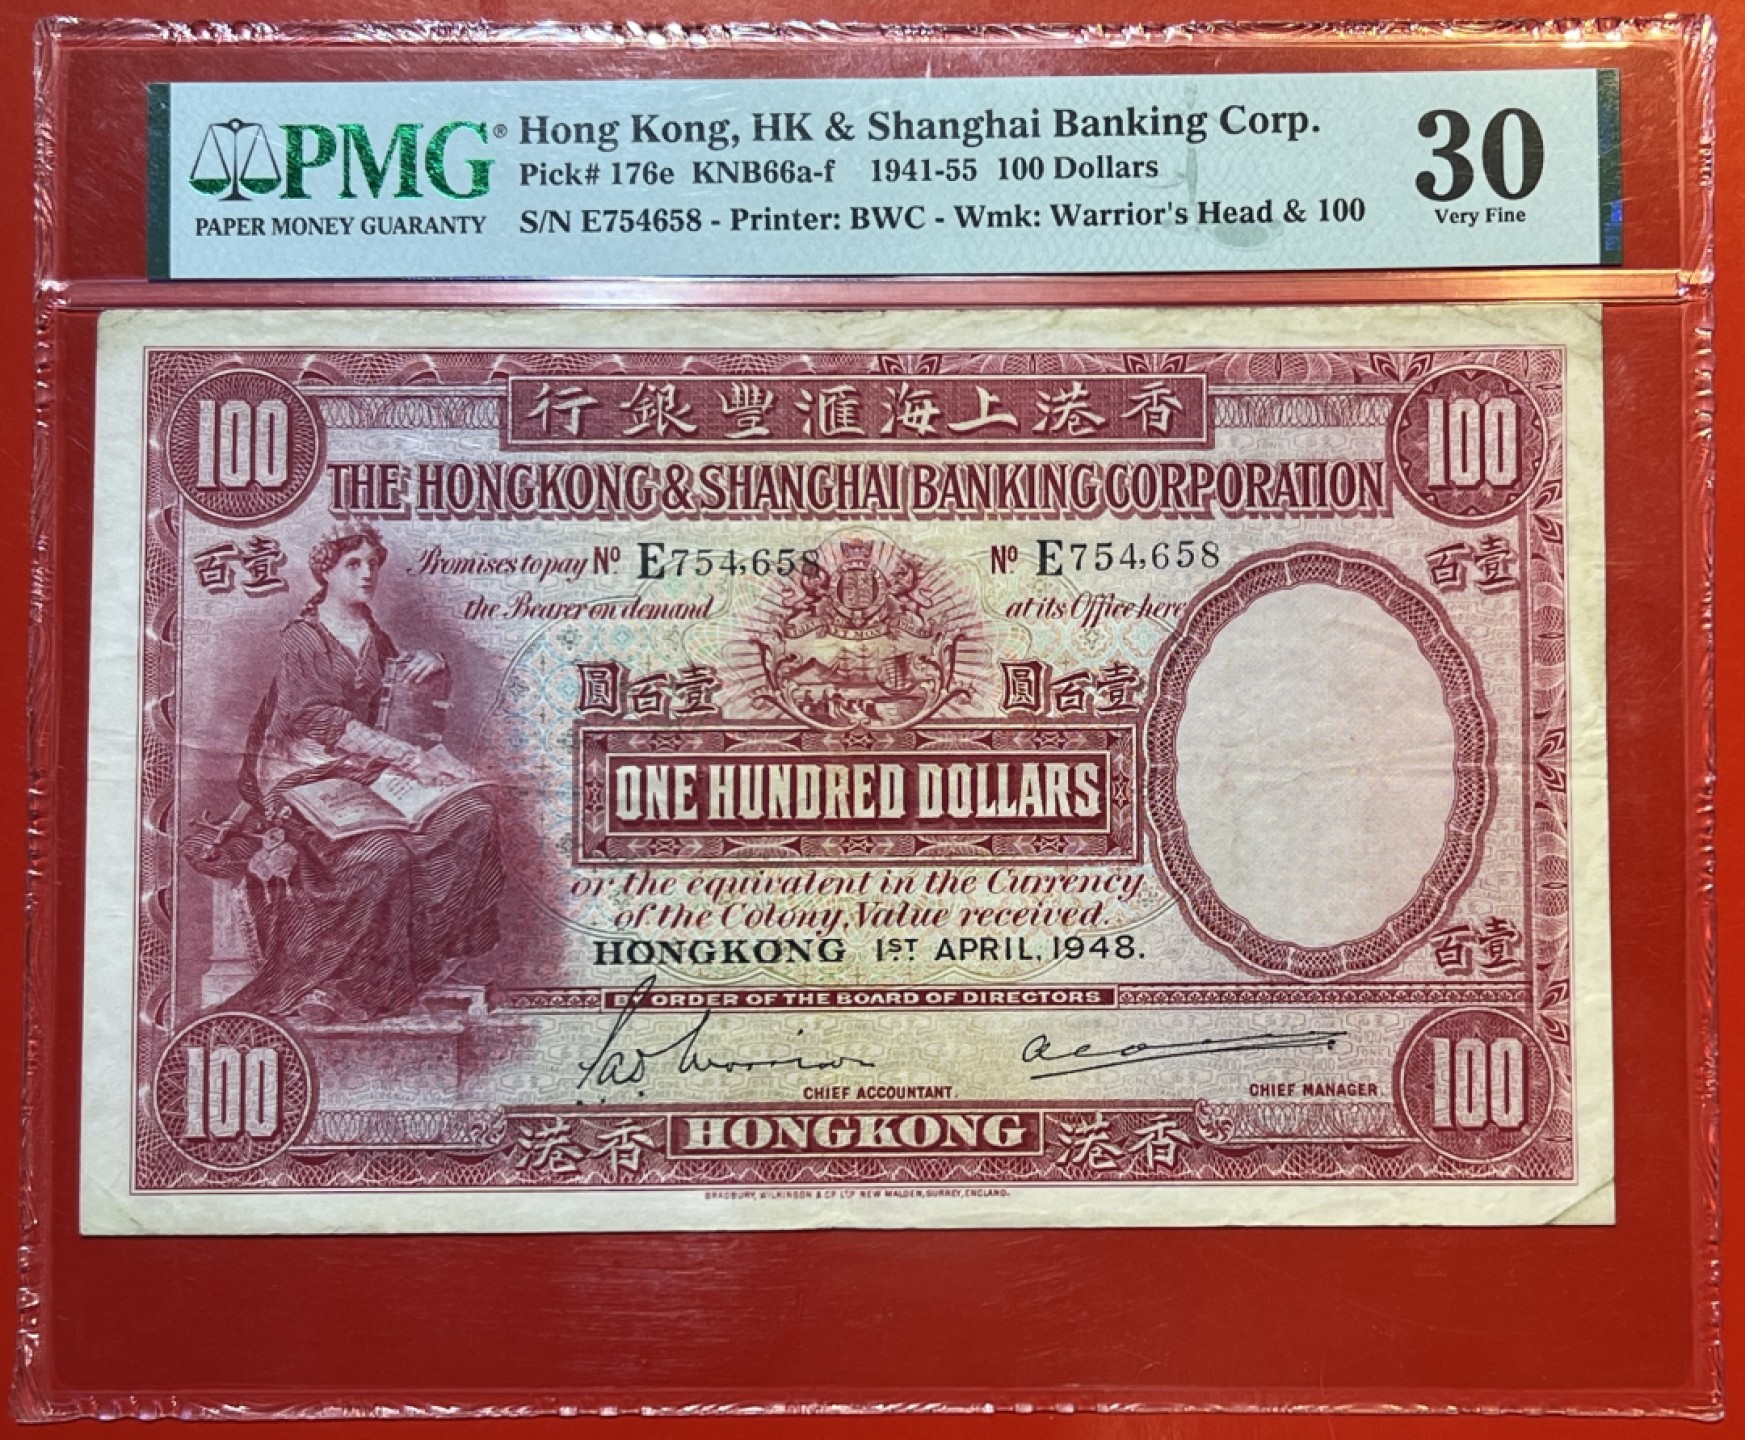 PMG®
PAPER MONEY GUARANTY
Hong Kong, HK & Shanghai Banking Corp.
Pick# 176e KNB66a-f 1941-55 100 Dollars
S/N E754658 - Printer: BWC - Wmk: Warrior's Head & 100
30
Very Fine
行銀豐滙海上港香
100
100
THE HONGKONG & SHANGHAI BANKING CORPORATION
百壹
Promises to pay Nº E754,658
Nº E754,658
百壹
the Bearer on demand
at its Office here
圓百壹
圓百壹
ONE HUNDRED DOLLARS
or the equivalent in the Currency
of the Colony, Value received.
百壹
HONGKONG 1ST APRIL, 1948.
BY ORDER OF THE BOARD OF DIRECTORS
CHIEF ACCOUNTANT.
CHIEF MANAGER
100
100
港香 HONGKONG 港香
BRADBURY, WILKINSON & Cº LTD NEW MALDEN, SURREY, ENGLAND.